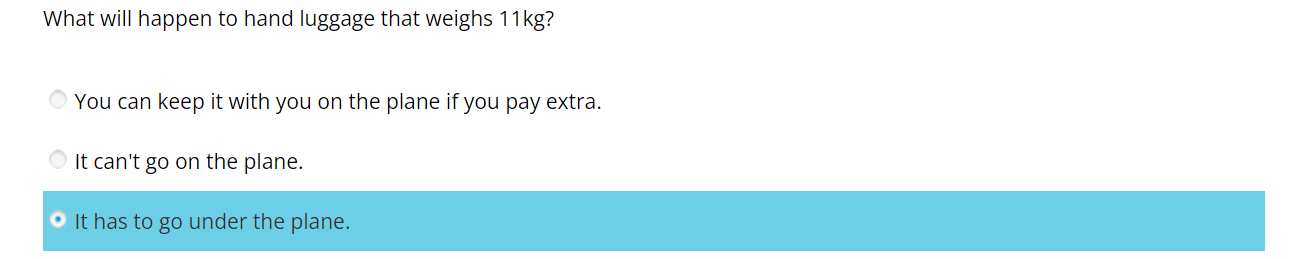 What will happen to hand luggage that weighs 11kg?
You can keep it with you on the plane if you pay extra.
It can't go on the plane.
It has to go under the plane.